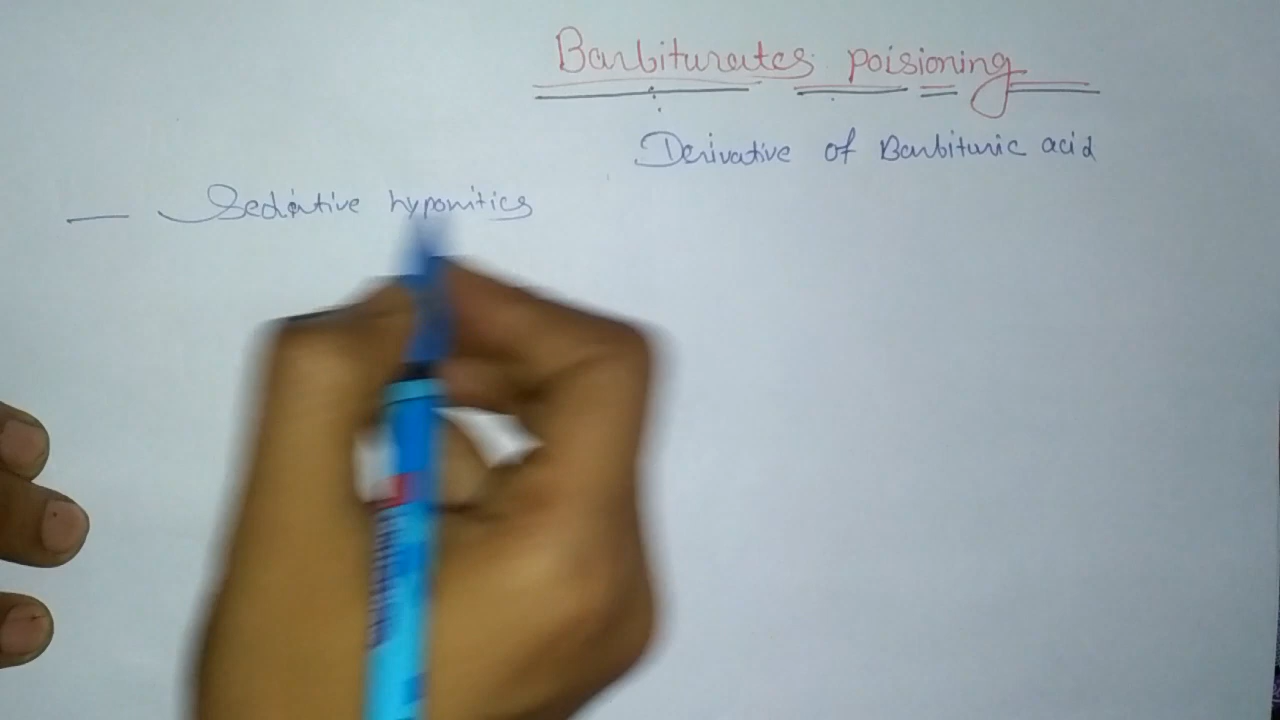 Barbiturates poisioning
Derivative of Barbituric acid
— Sedative hyponitics